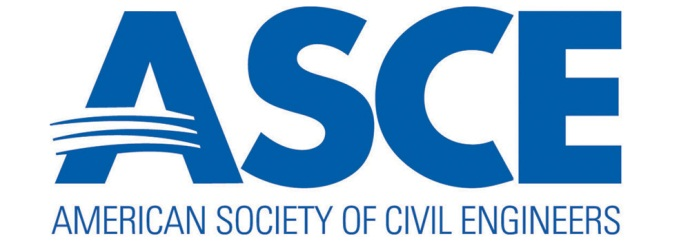 ASCE
AMERICAN SOCIETY OF CIVIL ENGINEERS